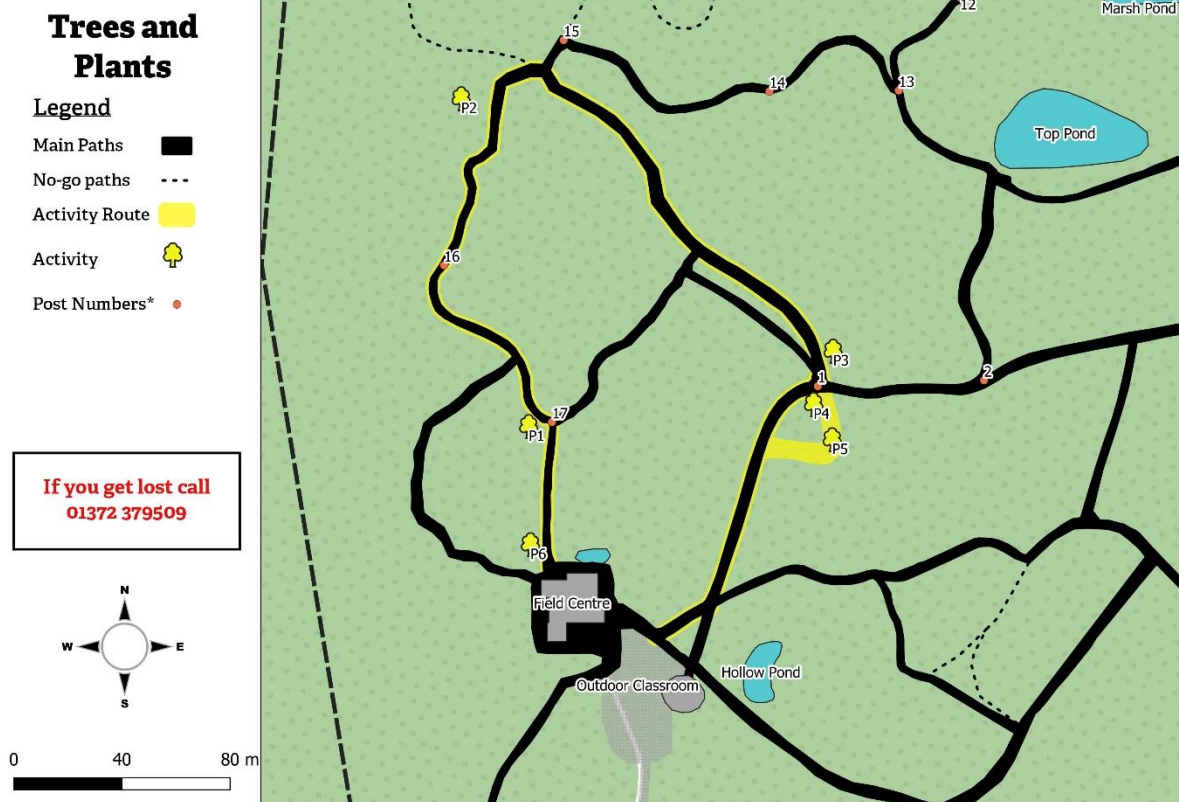 Trees and
Plants
Legend
Main Paths
No-go paths
Activity Route
Activity
Post Numbers*
If you get lost call
01372 379509
N
W E
S
0 40 80 m
12
Marsh Pond
15
14
13
P2
Top Pond
16
P3
1
2
P4
17
P1
P5
P6
Field Centre
Hollow Pond
Outdoor Classroom